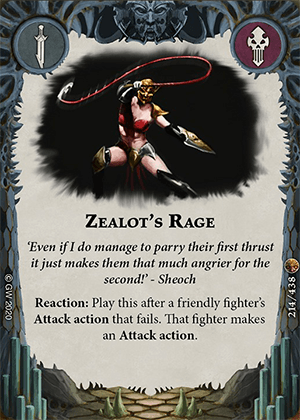 Zealot's Rage
'Even if I do manage to parry their first thrust
it just makes them that much angrier for the
second!' - Sheoch
Reaction: Play this after a friendly fighter's
Attack action that fails. That fighter makes
an Attack action.
© GW 2020
214/438